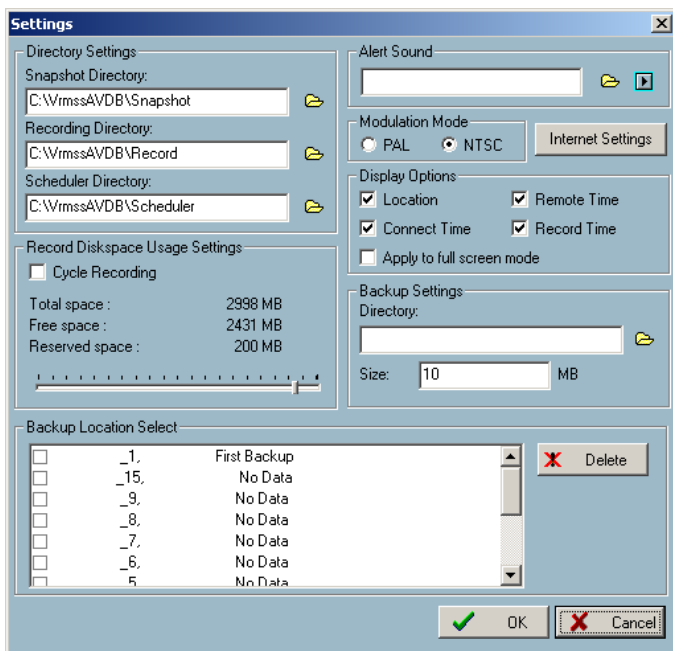 Settings
Directory Settings
Snapshot Directory:
C:\VrmssAVDB\Snapshot
Recording Directory:
C:\VrmssAVDB\Record
Scheduler Directory:
C:\VrmssAVDB\Scheduler
Record Diskspace Usage Settings
Cycle Recording
Total space : 2998 MB
Free space : 2431 MB
Reserved space : 200 MB
Alert Sound
Modulation Mode
PAL NTSC
Internet Settings
Display Options
Location Remote Time
Connect Time Record Time
Apply to full screen mode
Backup Settings
Directory:
Size: 10 MB
Backup Location Select
_1, First Backup
_15, No Data
_9, No Data
_8, No Data
_7, No Data
_6, No Data
_5 No Data
Delete
OK Cancel